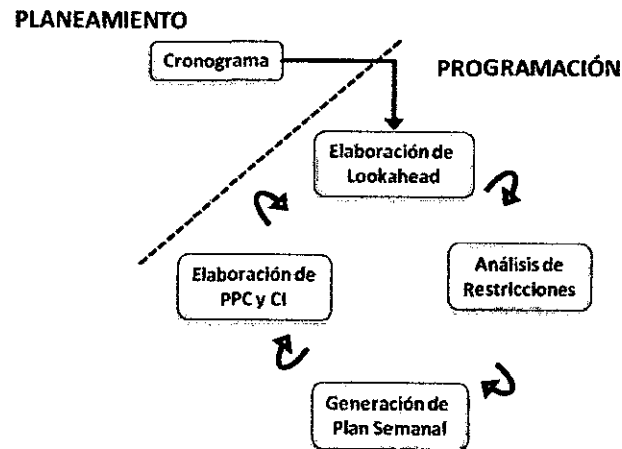 PLANEAMIENTO
Cronograma
PROGRAMACIÓN
Elaboración de
Lookahead
Elaboración de
PPC y CI
Análisis de
Restricciones
Generación de
Plan Semanal